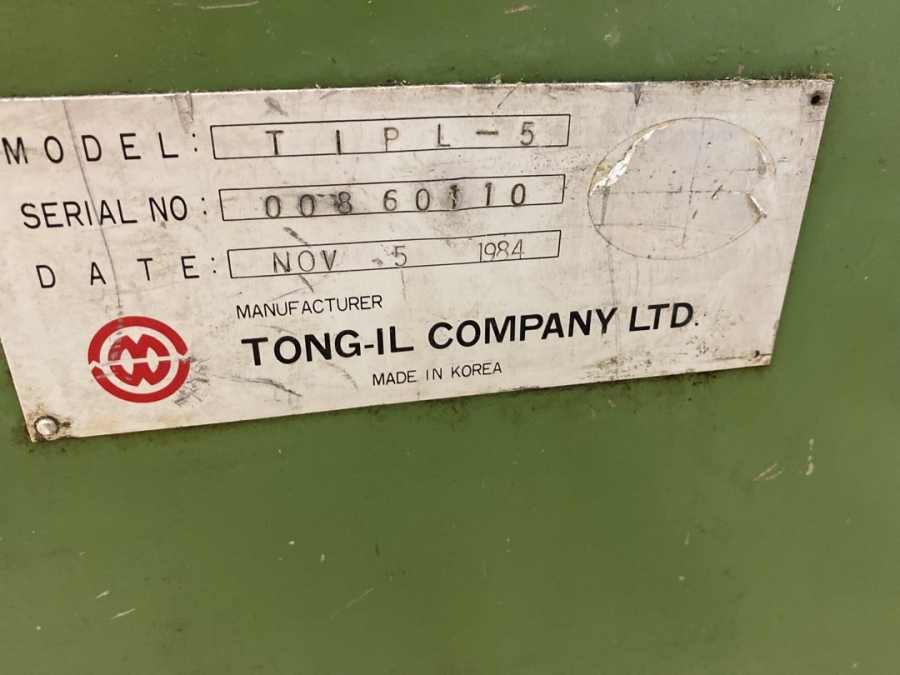 MODEL: TIPL-5
SERIAL NO: 00860110
DATE: NOV 5 1984
MANUFACTURER
TONG-IL COMPANY LTD.
MADE IN KOREA